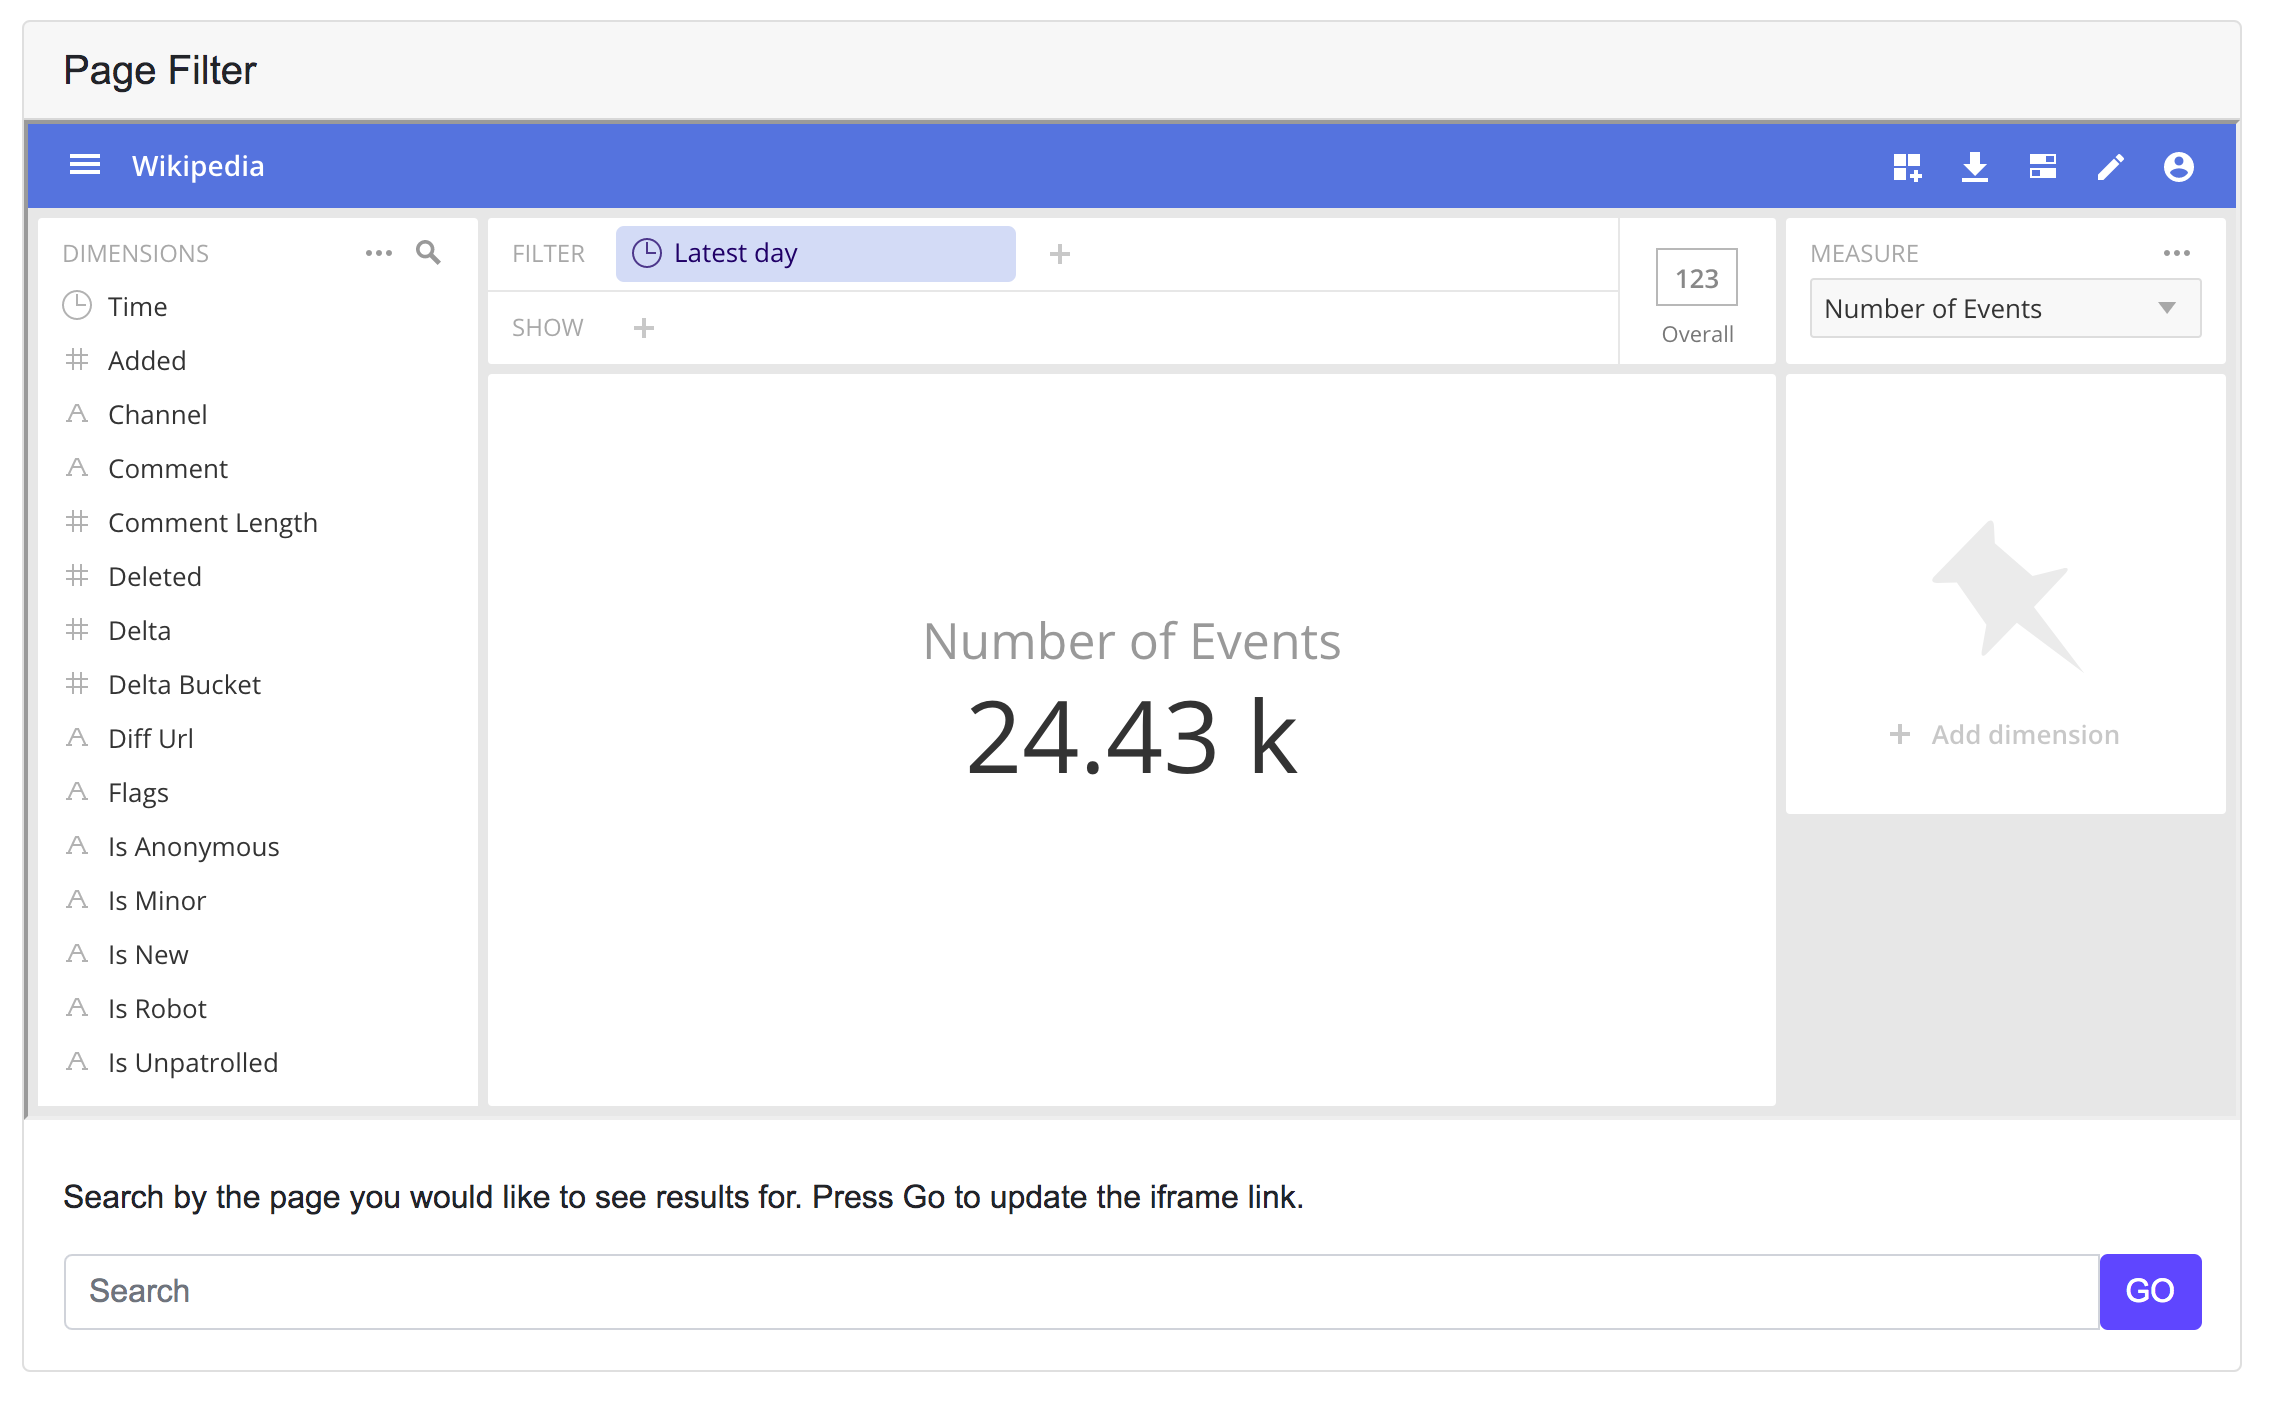 Page Filter
Wikipedia
DIMENSIONS
Time
Added
Channel
Comment
Comment Length
Deleted
Delta
Delta Bucket
Diff Url
Flags
Is Anonymous
Is Minor
Is New
Is Robot
Is Unpatrolled
FILTER Latest day
SHOW
123
Overall
MEASURE
Number of Events
Number of Events
24.43 k
Add dimension
Search by the page you would like to see results for. Press Go to update the iframe link.
Search
GO